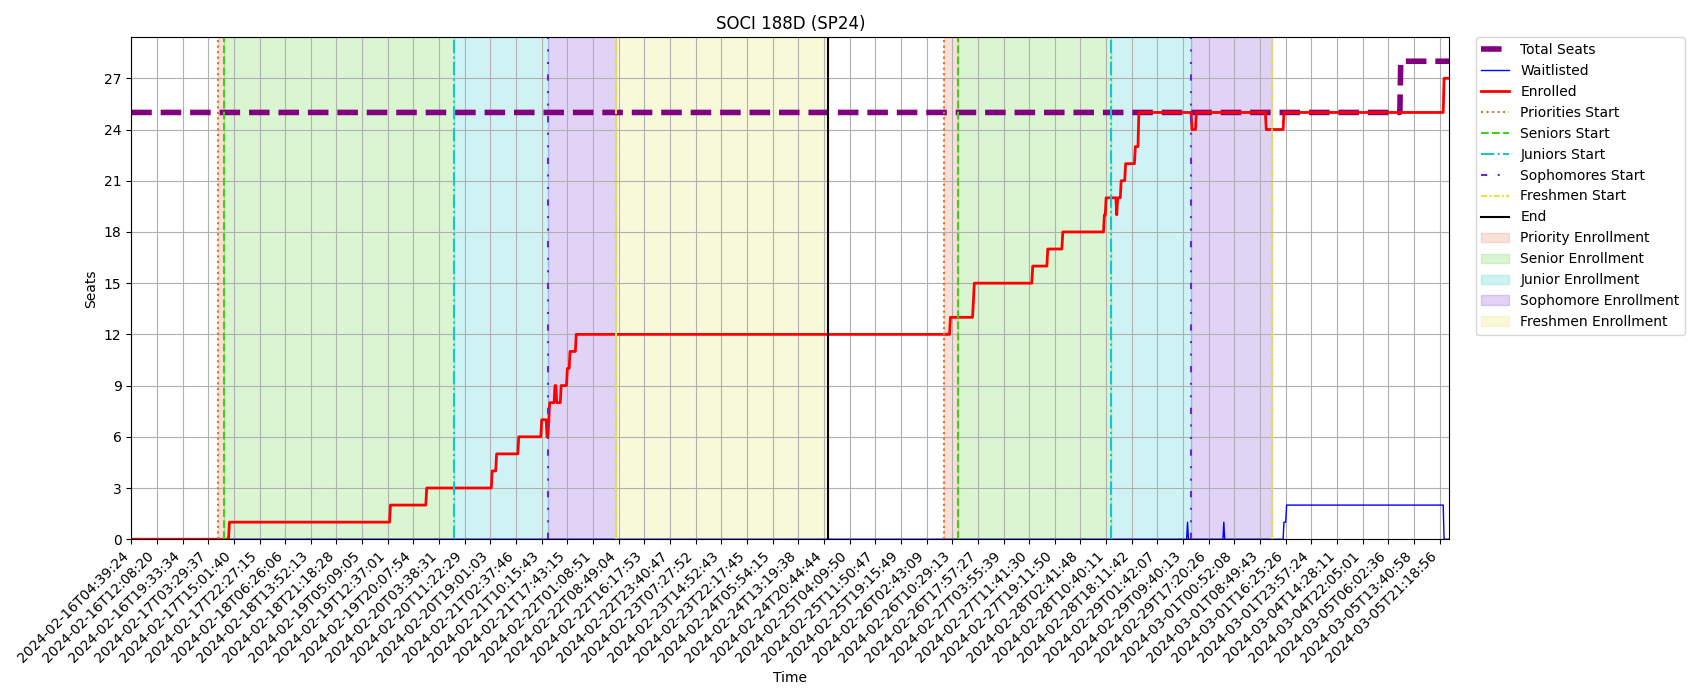 SOCI 188D (SP24)
Seats
27
24
21
18
15
12
9
6
3
0
2024-02-16T04:39:24
2024-02-16T12:08:20
2024-02-16T19:33:34
2024-02-17T03:29:37
2024-02-17T15:01:40
2024-02-17T22:27:15
2024-02-18T06:26:06
2024-02-18T13:52:13
2024-02-18T21:18:28
2024-02-19T05:09:05
2024-02-19T12:37:01
2024-02-19T20:07:54
2024-02-20T03:38:31
2024-02-20T11:22:29
2024-02-20T19:01:03
2024-02-21T02:37:46
2024-02-21T10:15:43
2024-02-21T17:43:15
2024-02-22T01:08:51
2024-02-22T08:49:04
2024-02-22T16:17:53
2024-02-22T23:40:47
2024-02-23T07:27:52
2024-02-23T14:52:43
2024-02-23T22:17:45
2024-02-24T05:54:15
2024-02-24T13:19:38
2024-02-24T20:44:44
2024-02-25T04:09:50
2024-02-25T11:50:47
2024-02-25T19:15:49
2024-02-26T02:43:09
2024-02-26T10:29:13
2024-02-26T17:57:27
2024-02-27T03:55:39
2024-02-27T11:41:30
2024-02-27T19:11:50
2024-02-28T02:41:48
2024-02-28T10:40:11
2024-02-28T18:11:42
2024-02-29T01:42:07
2024-02-29T09:40:13
2024-02-29T17:20:26
2024-03-01T00:52:08
2024-03-01T08:49:43
2024-03-01T16:25:26
2024-03-01T23:57:24
2024-03-04T14:28:11
2024-03-04T22:05:01
2024-03-05T06:02:36
2024-03-05T13:40:58
2024-03-05T21:18:56
Time
Total Seats
Waitlisted
Enrolled
Priorities Start
Seniors Start
Juniors Start
Sophomores Start
Freshmen Start
End
Priority Enrollment
Senior Enrollment
Junior Enrollment
Sophomore Enrollment
Freshmen Enrollment